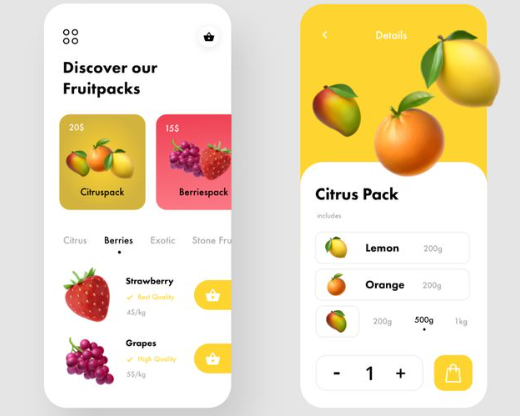 Discover our
Fruitpacks
20$
Citruspack
15$
Berriespack
Citrus Berries Exotic Stone Fru
Strawberry
Best Quality
4$/kg
Grapes
High Quality
5$/kg
Details
Citrus Pack
includes
Lemon 200g
Orange 200g
200g 500g 1kg
- 1 +